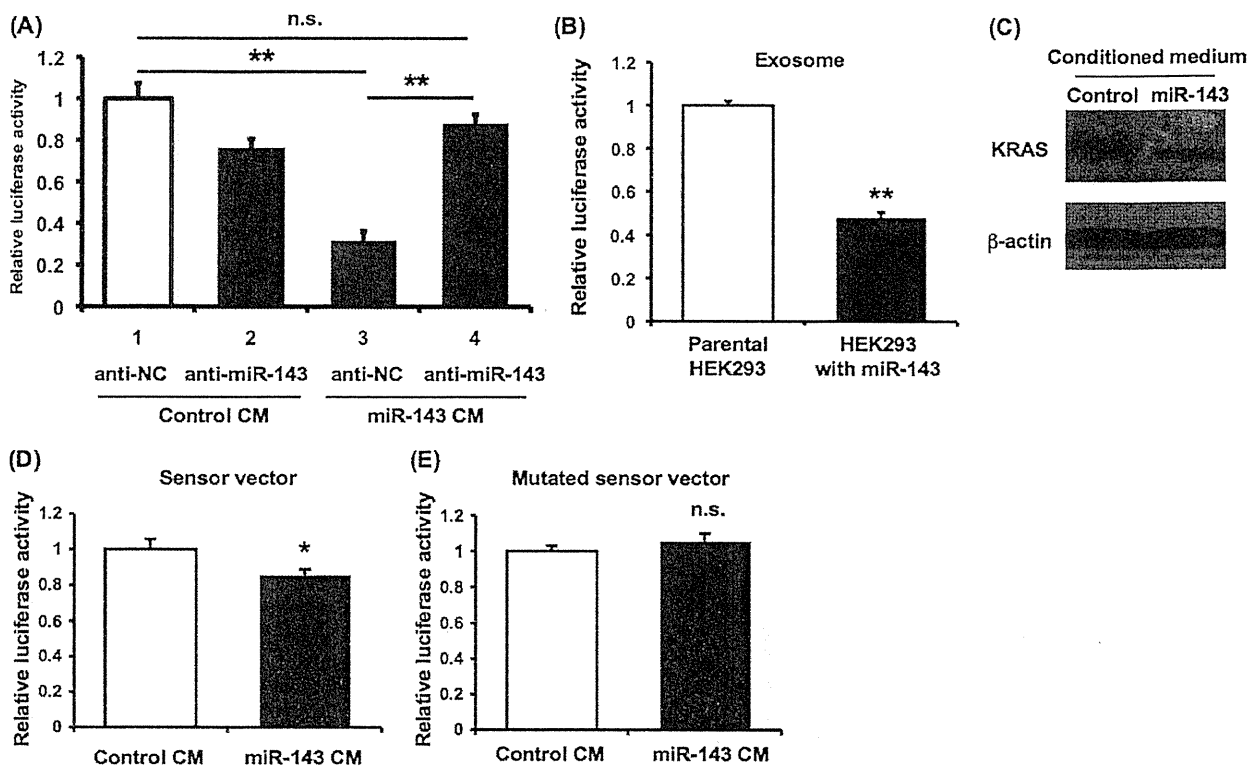 (A)
n.s.
**
**
Relative luciferase activity
1.2
1
0.8
0.6
0.4
0.2
0
1 2 3 4
anti-NC anti-miR-143 anti-NC anti-miR-143
Control CM miR-143 CM
(B)
Exosome
Relative luciferase activity
1.2
1
0.8
0.6
0.4
0.2
0
**
Parental HEK293 with miR-143
HEK293
(C)
Conditioned medium
Control miR-143
KRAS
β-actin
(D)
Sensor vector
Relative luciferase activity
1.2
1
0.8
0.6
0.4
0.2
0
*
Control CM miR-143 CM
(E)
Mutated sensor vector
Relative luciferase activity
1.2
1
0.8
0.6
0.4
0.2
0
n.s.
Control CM miR-143 CM